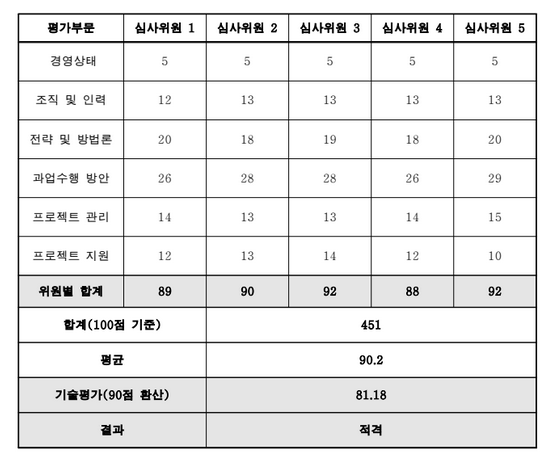 평가부문 심사위원 1 심사위원 2 심사위원 3 심사위원 4 심사위원 5
경영상태 5 5 5 5 5
조직 및 인력 12 13 13 13 13
전략 및 방법론 20 18 19 18 20
과업수행 방안 26 28 28 26 29
프로젝트 관리 14 13 13 14 15
프로젝트 지원 12 13 14 12 10
위원별 합계 89 90 92 88 92
합계(100점 기준) 451
평균 90.2
기술평가(90점 환산) 81.18
결과 적격